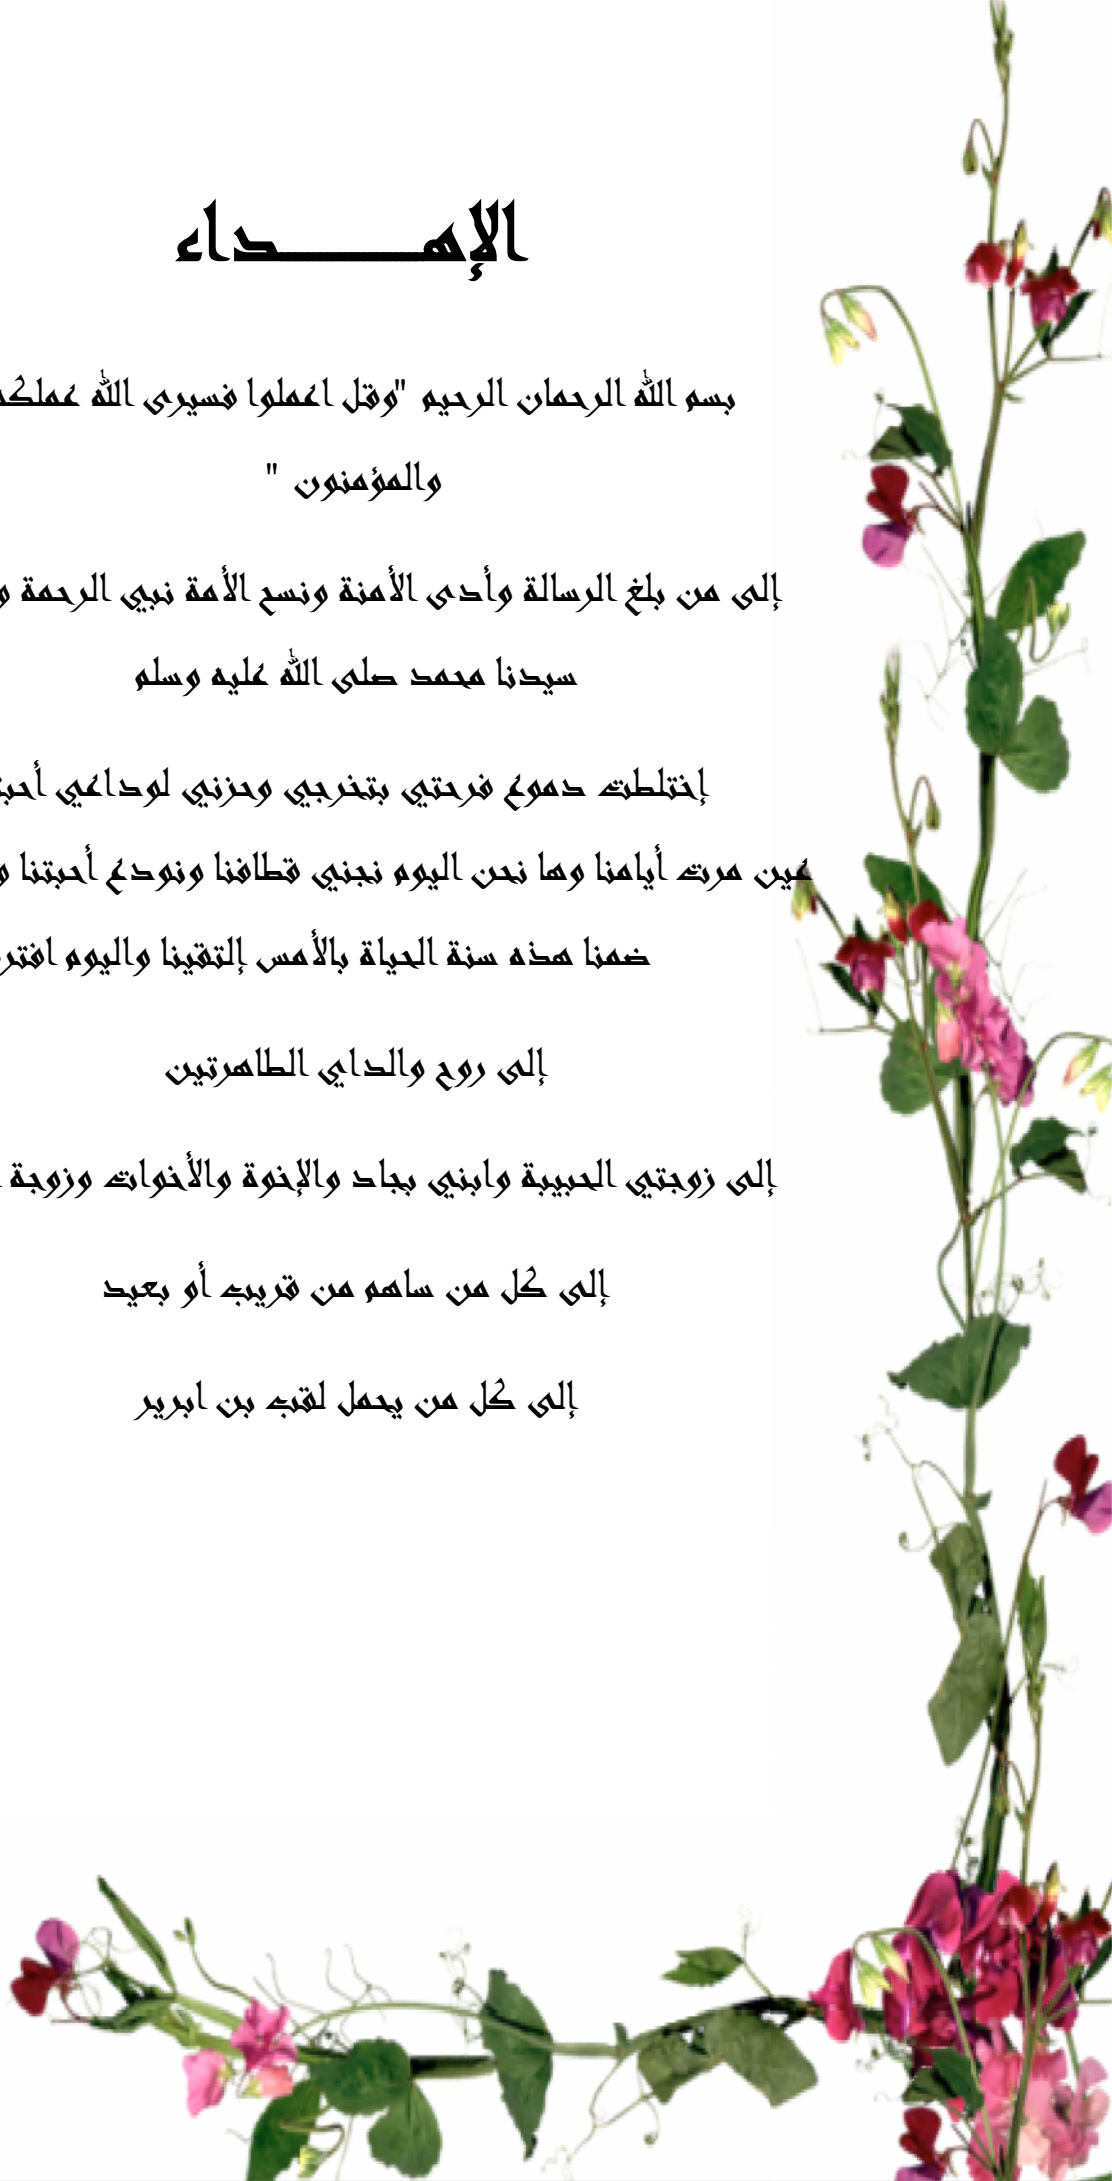 الإهــــــداء
بسم الله الرحمان الرحيم "وقل اعملوا فسيرى الله
والمؤمنون "
إلى من بلغ الرسالة وأدى الأمنة ونسح الأمة نبي الرحمة
سيدنا محمد صلى الله عليه وسلم
إختلطت دموع فرحتي بتخرجي وحزني لوداعي
عين مرت أيامنا وها نحن اليوم نجني قطافنا ونودع أحبتنا
ضمنا هذه سنة الحياة بالأمس إلتقينا واليوم
إلى روح والداي الطاهرتين
إلى زوجتي الحبيبة وابني بجاد والإخوة والأخوات وزوجة
إلى كل من ساهم من قريب أو بعيد
إلى كل من يحمل لقب بن ابرير